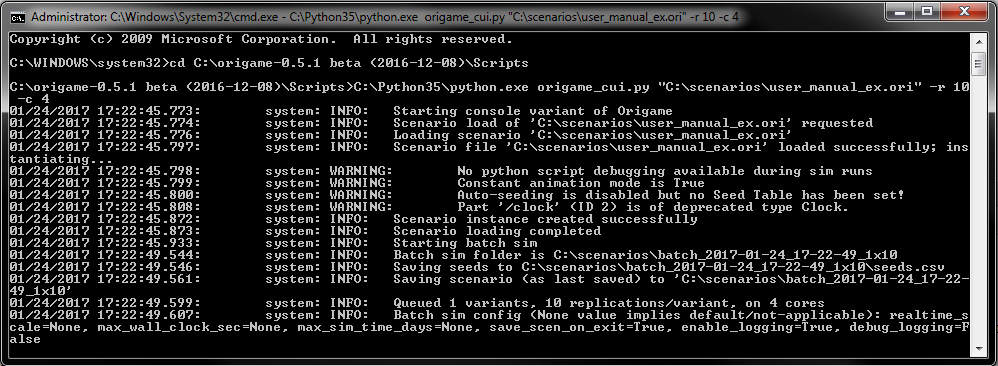 Administrator: C:\Windows\System32\cmd.exe - C:\Python35\python.exe  origame_cui.py "C:\scenarios\user_manual_ex.ori" -r 10 -c 4
C:\.
Copyright (c) 2009 Microsoft Corporation.  All rights reserved.
C:\WINDOWS\system32>cd C:\origame-0.5.1 beta (2016-12-08)\Scripts
C:\origame-0.5.1 beta (2016-12-08)\Scripts>C:\Python35\python.exe origame_cui.py "C:\scenarios\user_manual_ex.ori" -r 10
 -c 4
01/24/2017 17:22:45.773:        system: INFO:   Starting console variant of Origame
01/24/2017 17:22:45.774:        system: INFO:   Scenario load of 'C:\scenarios\user_manual_ex.ori' requested
01/24/2017 17:22:45.776:        system: INFO:   Loading scenario 'C:\scenarios\user_manual_ex.ori'
01/24/2017 17:22:45.797:        system: INFO:   Scenario file 'C:\scenarios\user_manual_ex.ori' loaded successfully; ins
tantiating...
01/24/2017 17:22:45.798:        system: WARNING:        No python script debugging available during sim runs
01/24/2017 17:22:45.799:        system: WARNING:        Constant animation mode is True
01/24/2017 17:22:45.800:        system: WARNING:        Auto-seeding is disabled but no Seed Table has been set!
01/24/2017 17:22:45.808:        system: WARNING:        Part '/clock' (ID 2) is of deprecated type Clock.
01/24/2017 17:22:45.872:        system: INFO:   Scenario instance created successfully
01/24/2017 17:22:45.873:        system: INFO:   Scenario loading completed
01/24/2017 17:22:45.933:        system: INFO:   Starting batch sim
01/24/2017 17:22:49.544:        system: INFO:   Batch sim folder is C:\scenarios\batch_2017-01-24_17-22-49_1x10
01/24/2017 17:22:49.546:        system: INFO:   Saving seeds to C:\scenarios\batch_2017-01-24_17-22-49_1x10\seeds.csv
01/24/2017 17:22:49.561:        system: INFO:   Saving scenario (as last saved) to 'C:\scenarios\batch_2017-01-24_17-22-
49_1x10'
01/24/2017 17:22:49.599:        system: INFO:   Queued 1 variants, 10 replications/variant, on 4 cores
01/24/2017 17:22:49.607:        system: INFO:   Batch sim config (None value implies default/not-applicable): realtime_s
cale=None, max_wall_clock_sec=None, max_sim_time_days=None, save_scen_on_exit=True, enable_logging=True, debug_logging=F
alse